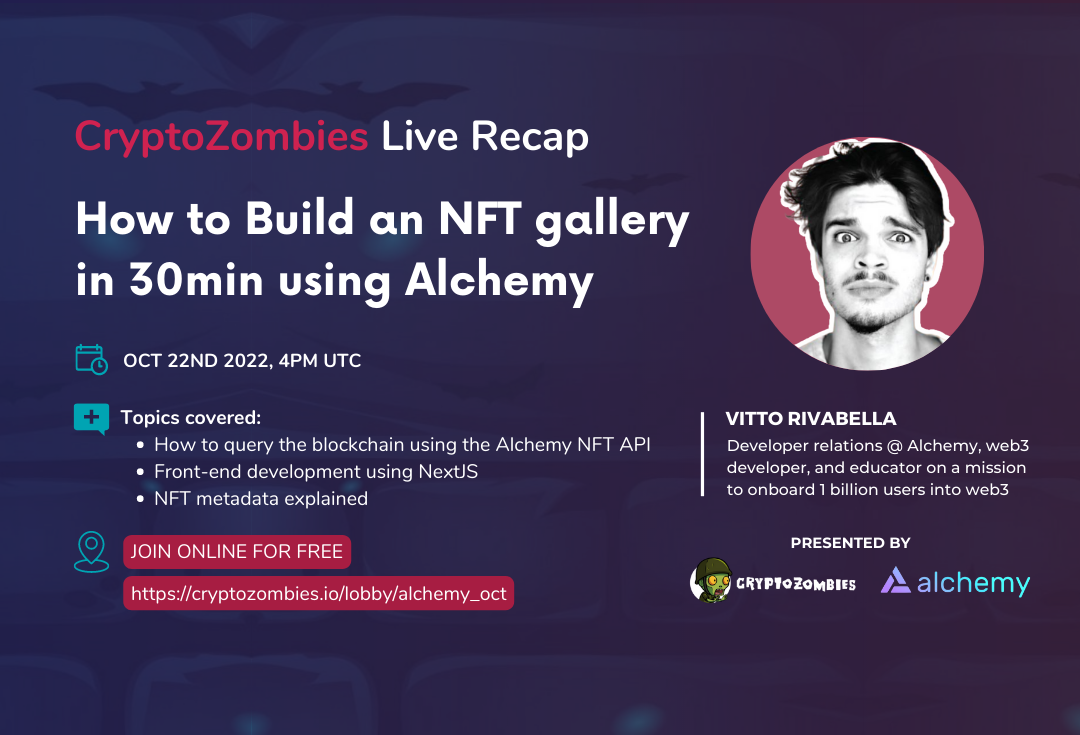 CryptoZombies Live Recap
How to Build an NFT gallery
in 30min using Alchemy
OCT 22ND 2022, 4PM UTC
Topics covered:
• How to query the blockchain using the Alchemy NFT API
• Front-end development using NextJS
• NFT metadata explained
JOIN ONLINE FOR FREE
https://cryptozombies.io/lobby/alchemy_oct
VITTO RIVABELLA
Developer relations @ Alchemy, web3
developer, and educator on a mission
to onboard 1 billion users into web3
PRESENTED BY
CRYPTOZOMBIES
alchemy